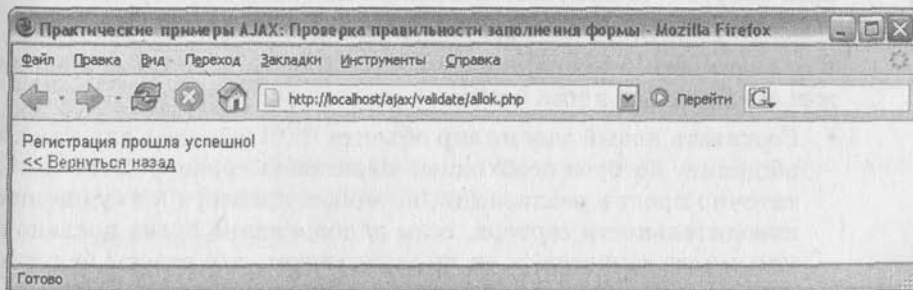 Практические примеры AJAX: Проверка правильности заполнения формы - Mozilla Firefox
Файл Правка Вид Переход Закладки Инструменты Справка
http://localhost/ajax/validate/allok.php Перейти G
Регистрация прошла успешно!
<< Вернуться назад
Готово